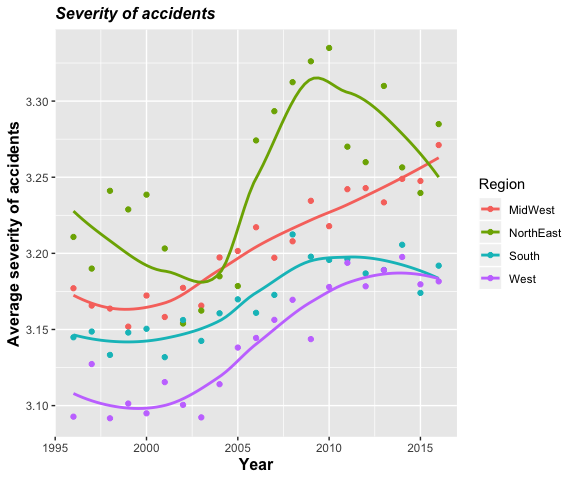 Severity of accidents
Average severity of accidents
3.30
3.25
3.20
3.15
3.10
1995 2000 2005 2010 2015
Year
Region
MidWest
NorthEast
South
West